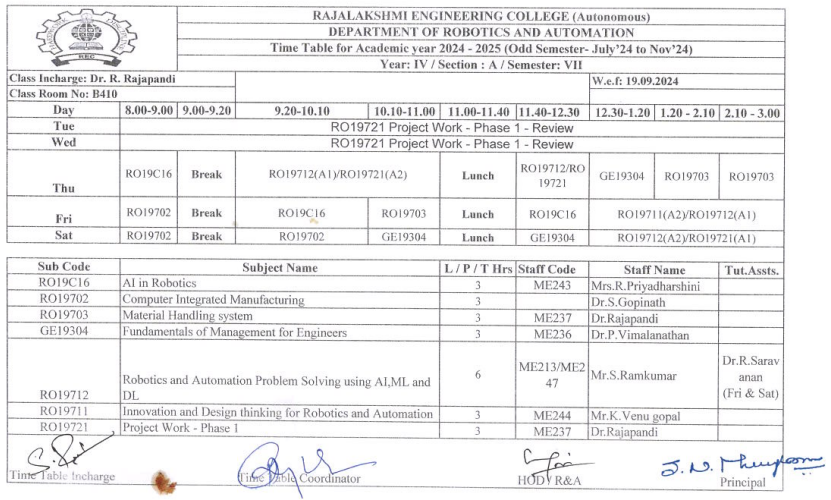 RAJALAKSHMI ENGINEERING COLLEGE (Autonomous)
DEPARTMENT OF ROBOTICS AND AUTOMATION
Time Table for Academic year 2024 - 2025 (Odd Semester- July'24 to Nov'24)
Year: IV / Section : A / Semester: VII
REC
Class Incharge: Dr. R. Rajapandi W.e.f: 19.09.2024
Class Room No: B410
Day 8.00-9.00 9.00-9.20 9.20-10.10 10.10-11.00 11.00-11.40 11.40-12.30 12.30-1.20 1.20 - 2.10 2.10 - 3.00
Tue RO19721 Project Work - Phase 1 - Review
Wed RO19721 Project Work - Phase 1 - Review
Thu RO19C16 Break RO19712(A1)/RO19721(A2) Lunch RO19712/RO19721 GE19304 RO19703 RO19703
Fri RO19702 Break RO19C16 RO19703 Lunch RO19C16 RO19711(A2)/RO19712(A1)
Sat RO19702 Break RO19702 GE19304 Lunch GE19304 RO19712(A2)/RO19721(A1)
Sub Code Subject Name L / P / T Hrs Staff Code Staff Name Tut.Assts.
RO19C16 AI in Robotics 3 ME243 Mrs.R.Priyadharshini
RO19702 Computer Integrated Manufacturing 3 Dr.S.Gopinath
RO19703 Material Handling system 3 ME237 Dr.Rajapandi
GE19304 Fundamentals of Management for Engineers 3 ME236 Dr.P.Vimalanathan
RO19712 Robotics and Automation Problem Solving using AI,ML and DL 6 ME213/ME247 Mr.S.Ramkumar Dr.R.Saravanan (Fri & Sat)
RO19711 Innovation and Design thinking for Robotics and Automation 3 ME244 Mr.K.Venu gopal
RO19721 Project Work - Phase 1 3 ME237 Dr.Rajapandi
Time Table Incharge Time Table Coordinator HOD / R&A Principal